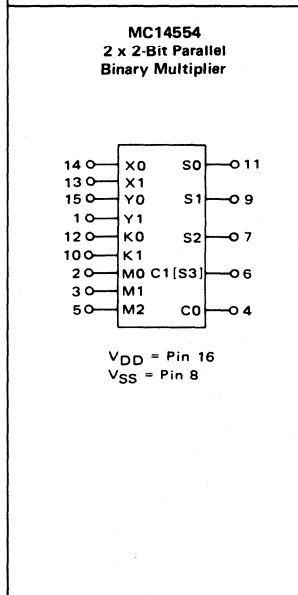 MC14554
2 x 2-Bit Parallel
Binary Multiplier
14 X0 S0 11
13 X1
15 Y0 S1 9
1 Y1
12 K0 S2 7
10 K1
2 M0 C1[S3] 6
3 M1
5 M2 C0 4
VDD = Pin 16
VSS = Pin 8